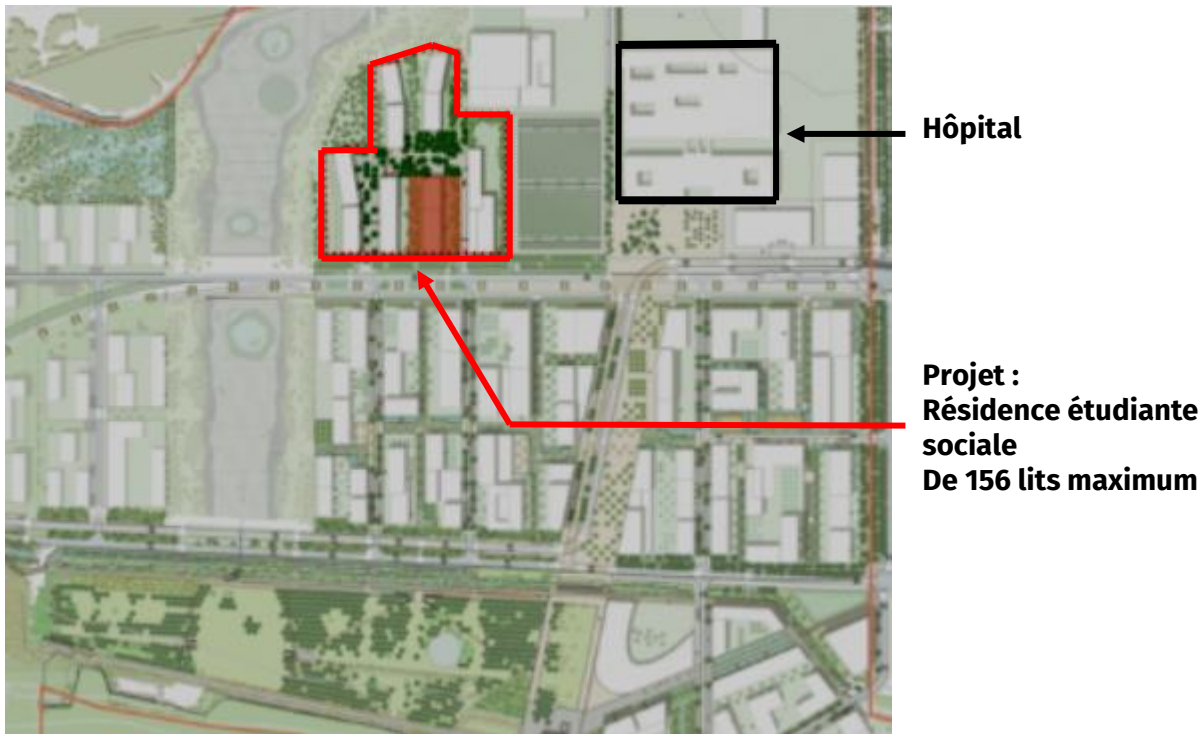 Hôpital
Projet :
Résidence étudiante
sociale
De 156 lits maximum